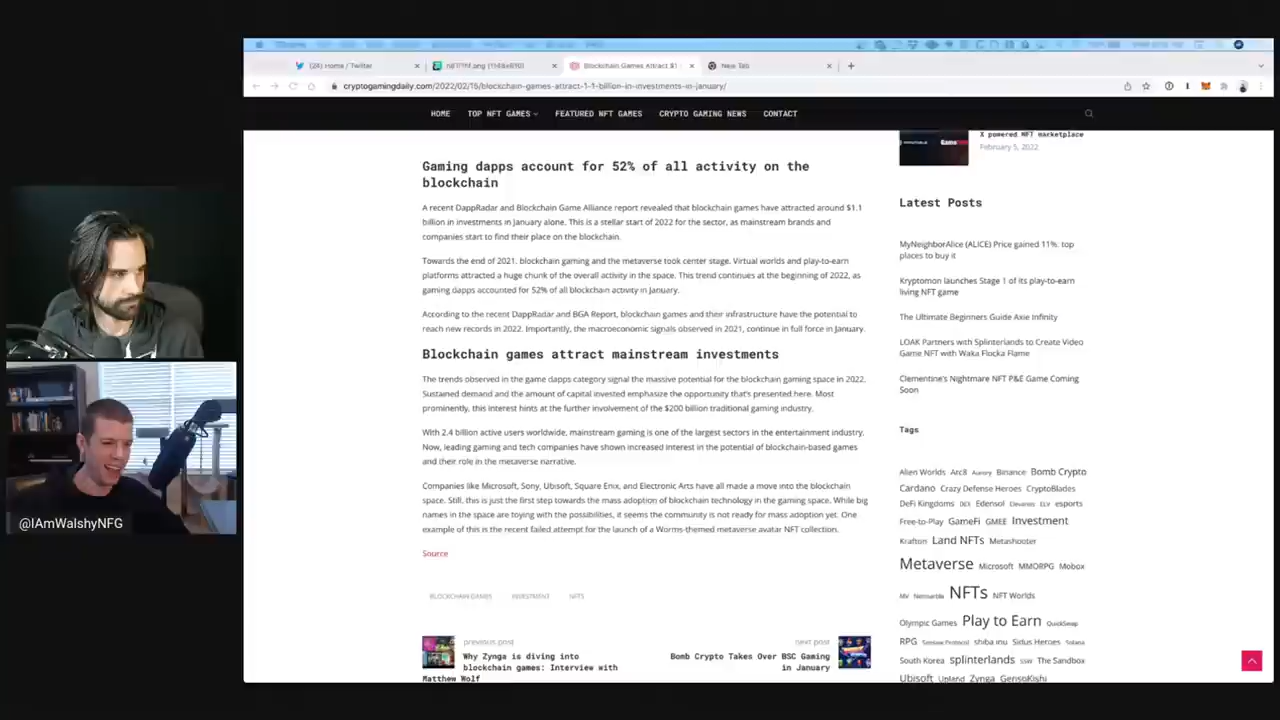 (24) Home / Twitter
Blockchain Games Attract $1
New Tab
cryptogamingdaily.com/2022/02/16/blockchain-games-attract-1-1-billion-in-investments-in-january/
HOME TOP NFT GAMES FEATURED NFT GAMES CRYPTO GAMING NEWS CONTACT
Gaming dapps account for 52% of all activity on the
blockchain
A recent DappRadar and Blockchain Game Alliance report revealed that blockchain games have attracted around $1.1
billion in investments in January alone. This is a stellar start of 2022 for the sector, as mainstream brands and
companies start to find their place on the blockchain.
Towards the end of 2021, blockchain gaming and the metaverse took center stage. Virtual worlds and play-to-earn
platforms attracted a huge chunk of the overall activity in the space. This trend continues at the beginning of 2022, as
gaming dapps accounted for 52% of all blockchain activity in January.
According to the recent DappRadar and BGA Report, blockchain games and their infrastructure have the potential to
reach new records in 2022. Importantly, the macroeconomic signals observed in 2021, continue in full force in January.
Blockchain games attract mainstream investments
The trends observed in the game dapps category signal the massive potential for the blockchain gaming space in 2022.
Sustained demand and the amount of capital invested emphasize the opportunity that's presented here. Most
prominently, this interest hints at the further involvement of the $200 billion traditional gaming industry.
With 2.4 billion active users worldwide, mainstream gaming is one of the largest sectors in the entertainment industry.
Now, leading gaming and tech companies have shown increased interest in the potential of blockchain-based games
and their role in the metaverse narrative.
Companies like Microsoft, Sony, Ubisoft, Square Enix, and Electronic Arts have all made a move into the blockchain
space. Still, this is just the first step towards the mass adoption of blockchain technology in the gaming space. While big
names in the space are toying with the possibilities, it seems the community is not ready for mass adoption yet. One
example of this is the recent failed attempt for the launch of a Worms-themed metaverse avatar NFT collection.
Source
BLOCKCHAIN GAMES INVESTMENT NFTS
previous post
Why Zynga is diving into
blockchain games: Interview with
Matthew Wolf
next post
Bomb Crypto Takes Over BSC Gaming
in January
X powered NFT marketplace
February 5, 2022
Latest Posts
MyNeighborAlice (ALICE) Price gained 11%: top
places to buy it
Kryptomon launches Stage 1 of its play-to-earn
living NFT game
The Ultimate Beginners Guide Axie Infinity
LOAK Partners with Splinterlands to Create Video
Game NFT with Waka Flocka Flame
Clementine's Nightmare NFT P&E Game Coming
Soon
Tags
Alien Worlds Arc8 Aurory Binance Bomb Crypto
Cardano Crazy Defense Heroes CryptoBlades
DeFi Kingdoms DEX Edensol Elevens ELV esports
Free-to-Play GameFi GMEE Investment
Krafton Land NFTs Metashooter
Metaverse Microsoft MMORPG Mobox
MV Netmarble NFTs NFT Worlds
Olympic Games Play to Earn QuickSwap
RPG shiba inu Sidus Heroes Solana
South Korea splinterlands SSW The Sandbox
Ubisoft Upland Zynga GensoKishi
@IAmWalshyNFG